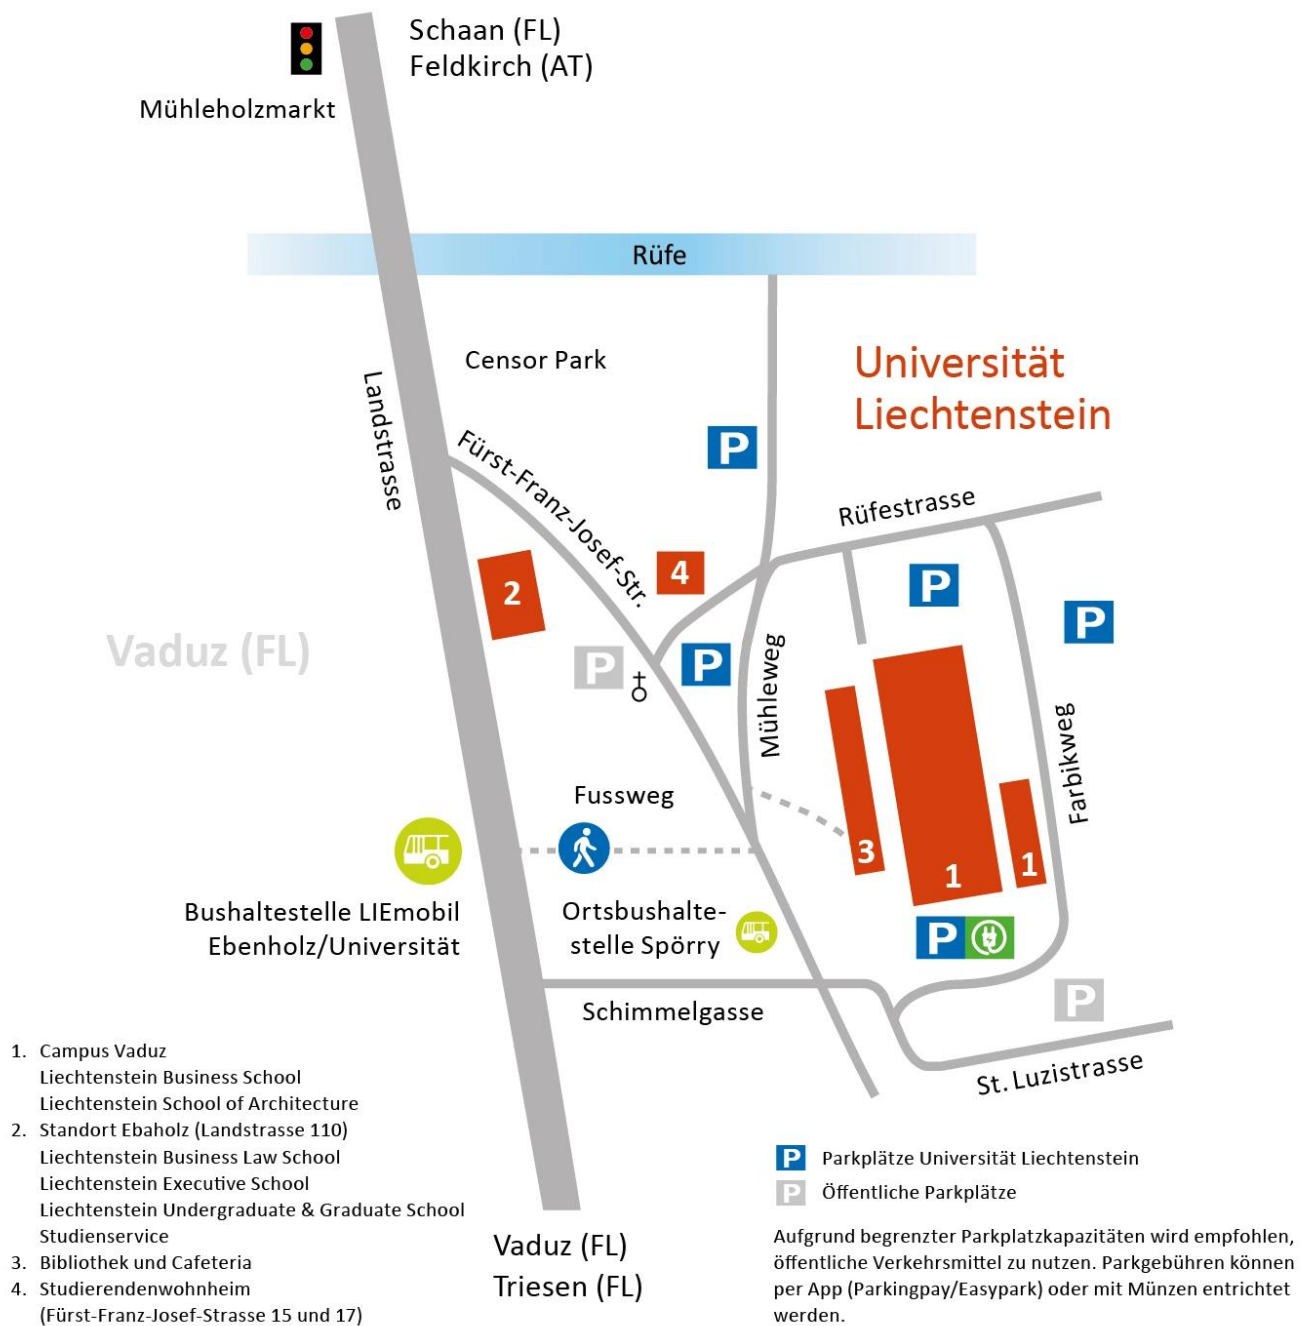 Schaan (FL)
Feldkirch (AT)
Mühleholzmarkt
Rüfe
Censor Park
Universität
Liechtenstein
Landstrasse
Fürst-Franz-Josef-Str.
P
Rüfestrasse
2
4
P
P
Vaduz (FL)
P
P
Mühleweg
Farbikweg
Fussweg
3
1
1
Bushaltestelle LIEmobil
Ebenholz/Universität
Ortsbushalte-
stelle Spörry
P
P
Schimmelgasse
St. Luzistrasse
1. Campus Vaduz
Liechtenstein Business School
Liechtenstein School of Architecture
2. Standort Ebaholz (Landstrasse 110)
Liechtenstein Business Law School
Liechtenstein Executive School
Liechtenstein Undergraduate & Graduate School
Studienservice
3. Bibliothek und Cafeteria
4. Studierendenwohnheim
(Fürst-Franz-Josef-Strasse 15 und 17)
Vaduz (FL)
Triesen (FL)
P Parkplätze Universität Liechtenstein
P Öffentliche Parkplätze
Aufgrund begrenzter Parkplatzkapazitäten wird empfohlen,
öffentliche Verkehrsmittel zu nutzen. Parkgebühren können
per App (Parkingpay/Easypark) oder mit Münzen entrichtet
werden.